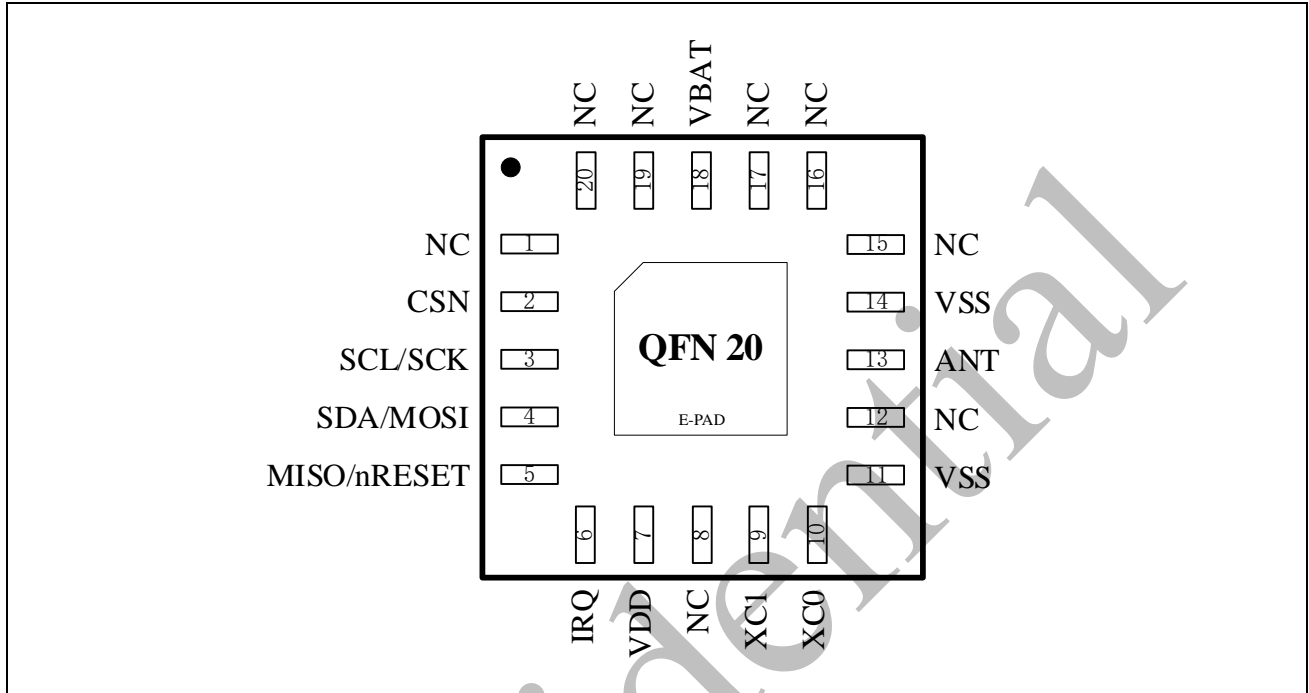 NC NC VBAT NC NC
20 19 18 17 16
NC 1 15 NC
CSN 2 14 VSS
SCL/SCK 3 QFN 20 13 ANT
SDA/MOSI 4 E-PAD 12 NC
MISO/nRESET 5 11 VSS
6 7 8 9 10
IRQ VDD NC XC1 XC0
idential